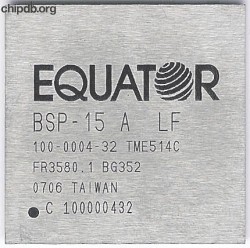 chipdb.org
EQUATOR
BSP-15 A LF
100-0004-32 TME514C
FR3580.1 BG352
0706 TAIWAN
C 100000432